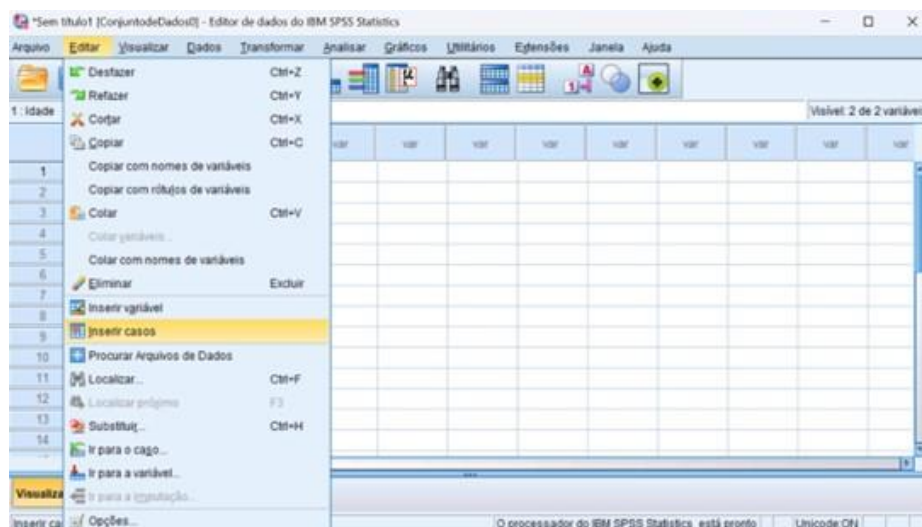 *Sem título1 [ConjuntodeDados0] - Editor de dados do IBM SPSS Statistics
Arquivo Editar Visualizar Dados Transformar Analisar Gráficos Utilitários Extensões Janela Ajuda
1 : Idade
Visível: 2 de 2 variávei
Desfazer Ctrl+Z
Refazer Ctrl+Y
Cortar Ctrl+X
Copiar Ctrl+C
Copiar com nomes de variáveis
Copiar com rótulos de variáveis
Colar Ctrl+V
Colar variáveis...
Colar com nomes de variáveis
Eliminar Excluir
Inserir variável
Inserir casos
Procurar Arquivos de Dados
Localizar... Ctrl+F
Localizar próximo F3
Substituir... Ctrl+H
Ir para o caso...
Ir para a variável...
Ir para a imputação...
Opções...
var var var var var var var var
1
2
3
4
5
6
7
8
9
10
11
12
13
14
Visualiza
Inserir ca
O processador do IBM SPSS Statistics está pronto
Unicode:ON